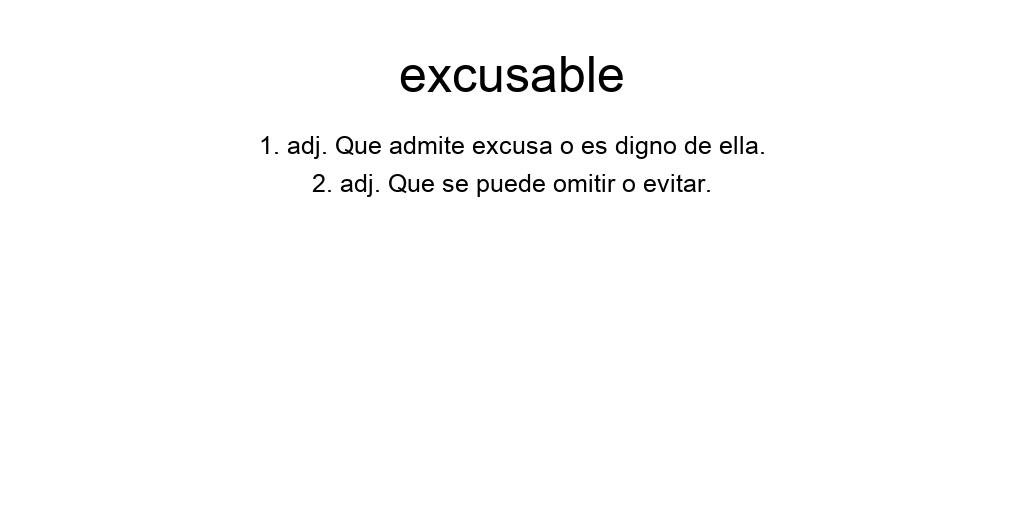 excusable
1. adj. Que admite excusa o es digno de ella.
2. adj. Que se puede omitir o evitar.